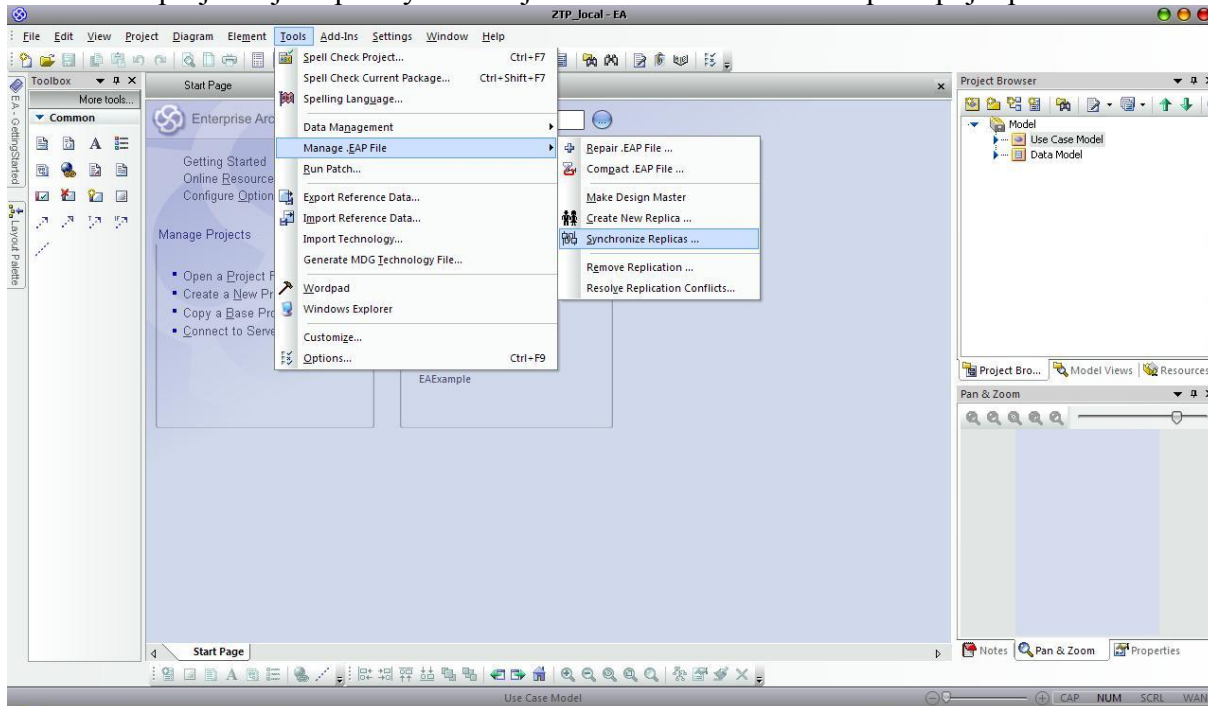 ZTP_local - EA
File Edit View Project Diagram Element Tools Add-Ins Settings Window Help
Toolbox
More tools...
Common
EA - GettingStarted
Layout Palette
Start Page
Enterprise Arc
Getting Started
Online Resource
Configure Option
Manage Projects
Open a Project F
Create a New Pr
Copy a Base Pro
Connect to Serve
EAExample
Spell Check Project... Ctrl+F7
Spell Check Current Package... Ctrl+Shift+F7
Spelling Language...
Data Management
Manage .EAP File
Run Patch...
Export Reference Data...
Import Reference Data...
Import Technology...
Generate MDG Technology File...
Wordpad
Windows Explorer
Customize...
Options... Ctrl+F9
Repair .EAP File ...
Compact .EAP File ...
Make Design Master
Create New Replica ...
Synchronize Replicas ...
Remove Replication ...
Resolve Replication Conflicts...
Project Browser
Model
Use Case Model
Data Model
Project Bro... Model Views Resources
Pan & Zoom
Notes Pan & Zoom Properties
Start Page
Use Case Model CAP NUM SCRL WAN